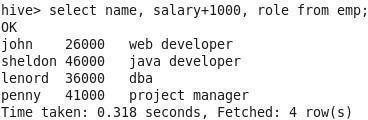 hive> select name, salary+1000, role from emp;
OK
john    26000   web developer
sheldon 46000   java developer
lenord  36000   dba
penny   41000   project manager
Time taken: 0.318 seconds, Fetched: 4 row(s)